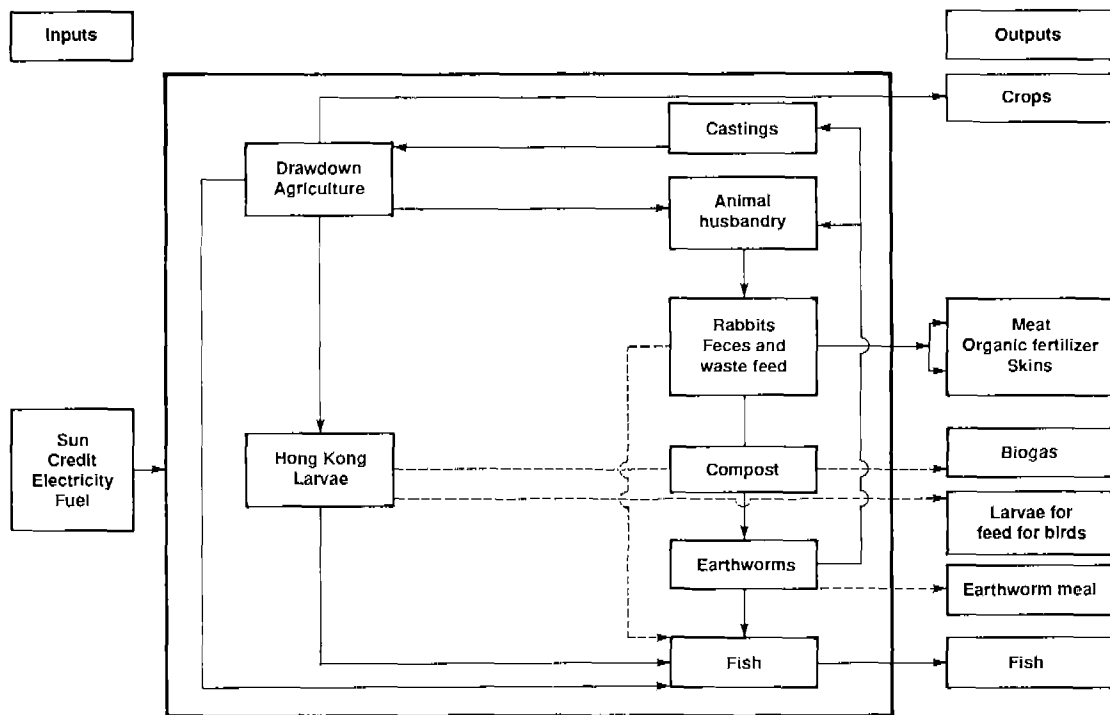 Inputs
Outputs
Crops
Castings
Drawdown
Agriculture
Animal
husbandry
Rabbits
Feces and
waste feed
Meat
Organic fertilizer
Skins
Sun
Credit
Electricity
Fuel
Hong Kong
Larvae
Compost
Biogas
Larvae for
feed for birds
Earthworms
Earthworm meal
Fish
Fish